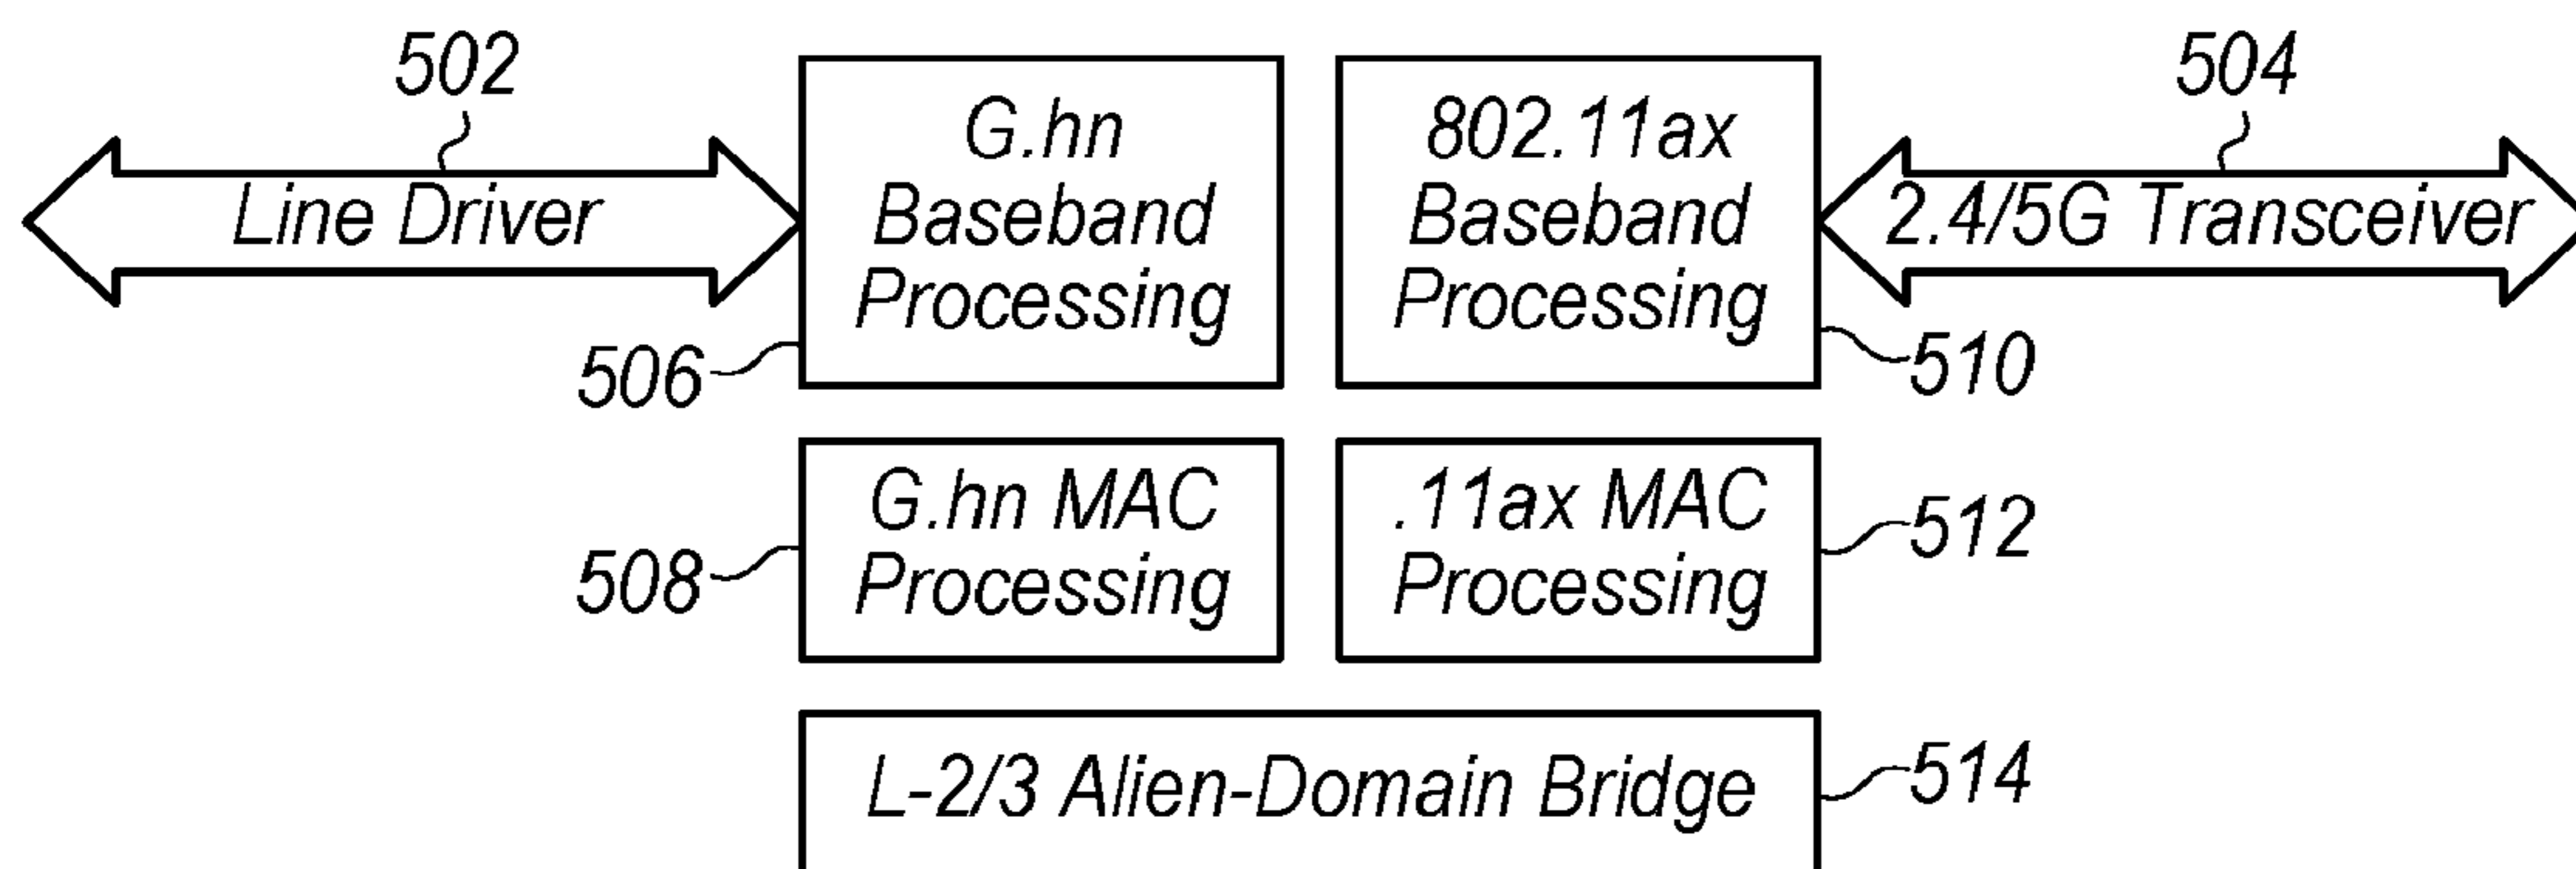 502
504
Line Driver
G.hn
Baseband
Processing
802.11ax
Baseband
Processing
2.4/5G Transceiver
506
510
G.hn MAC
Processing
.11ax MAC
Processing
508
512
L-2/3 Alien-Domain Bridge
514